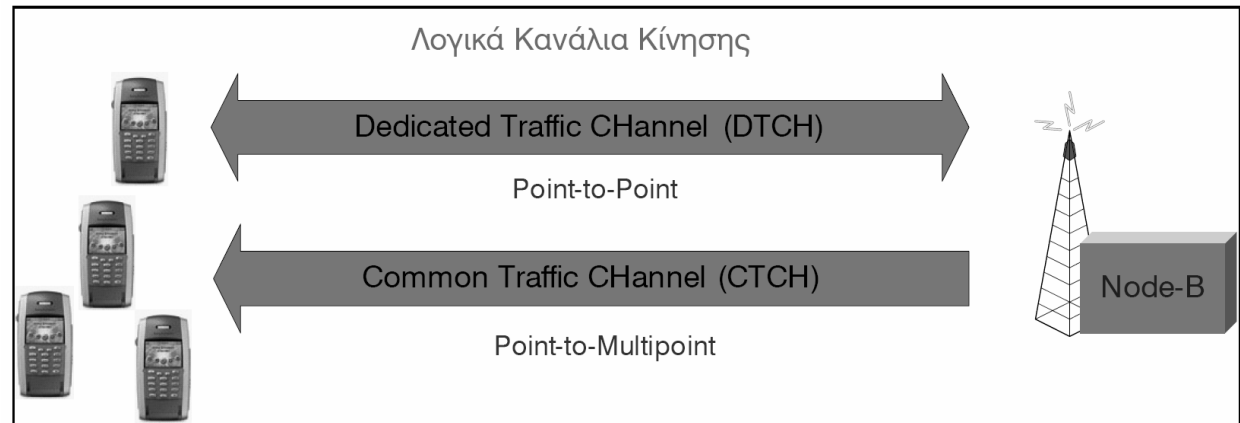 Λογικά Κανάλια Κίνησης
Dedicated Traffic CHannel (DTCH)
Point-to-Point
Common Traffic CHannel (CTCH)
Node-B
Point-to-Multipoint